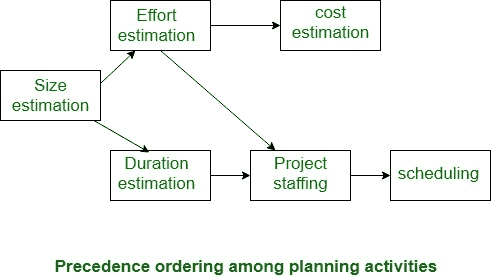 Effort
estimation
cost
estimation
Size
estimation
Duration
estimation
Project
staffing
scheduling
Precedence ordering among planning activities